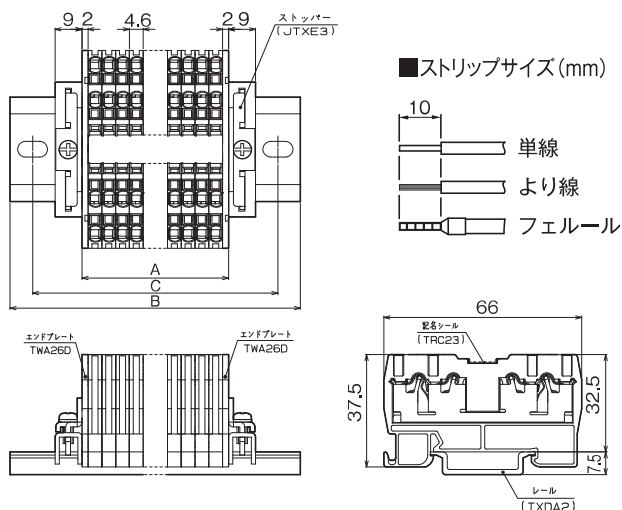 9
2
4.6
2
9
ストッパー
(JTXE3)
■ストリップサイズ(mm)
10
単線
より線
フェルール
A
C
B
エンドプレート
TWA26D
エンドプレート
TWA26D
66
記名シール
(TRC23)
37.5
32.5
7.5
レール
(TXDA2)